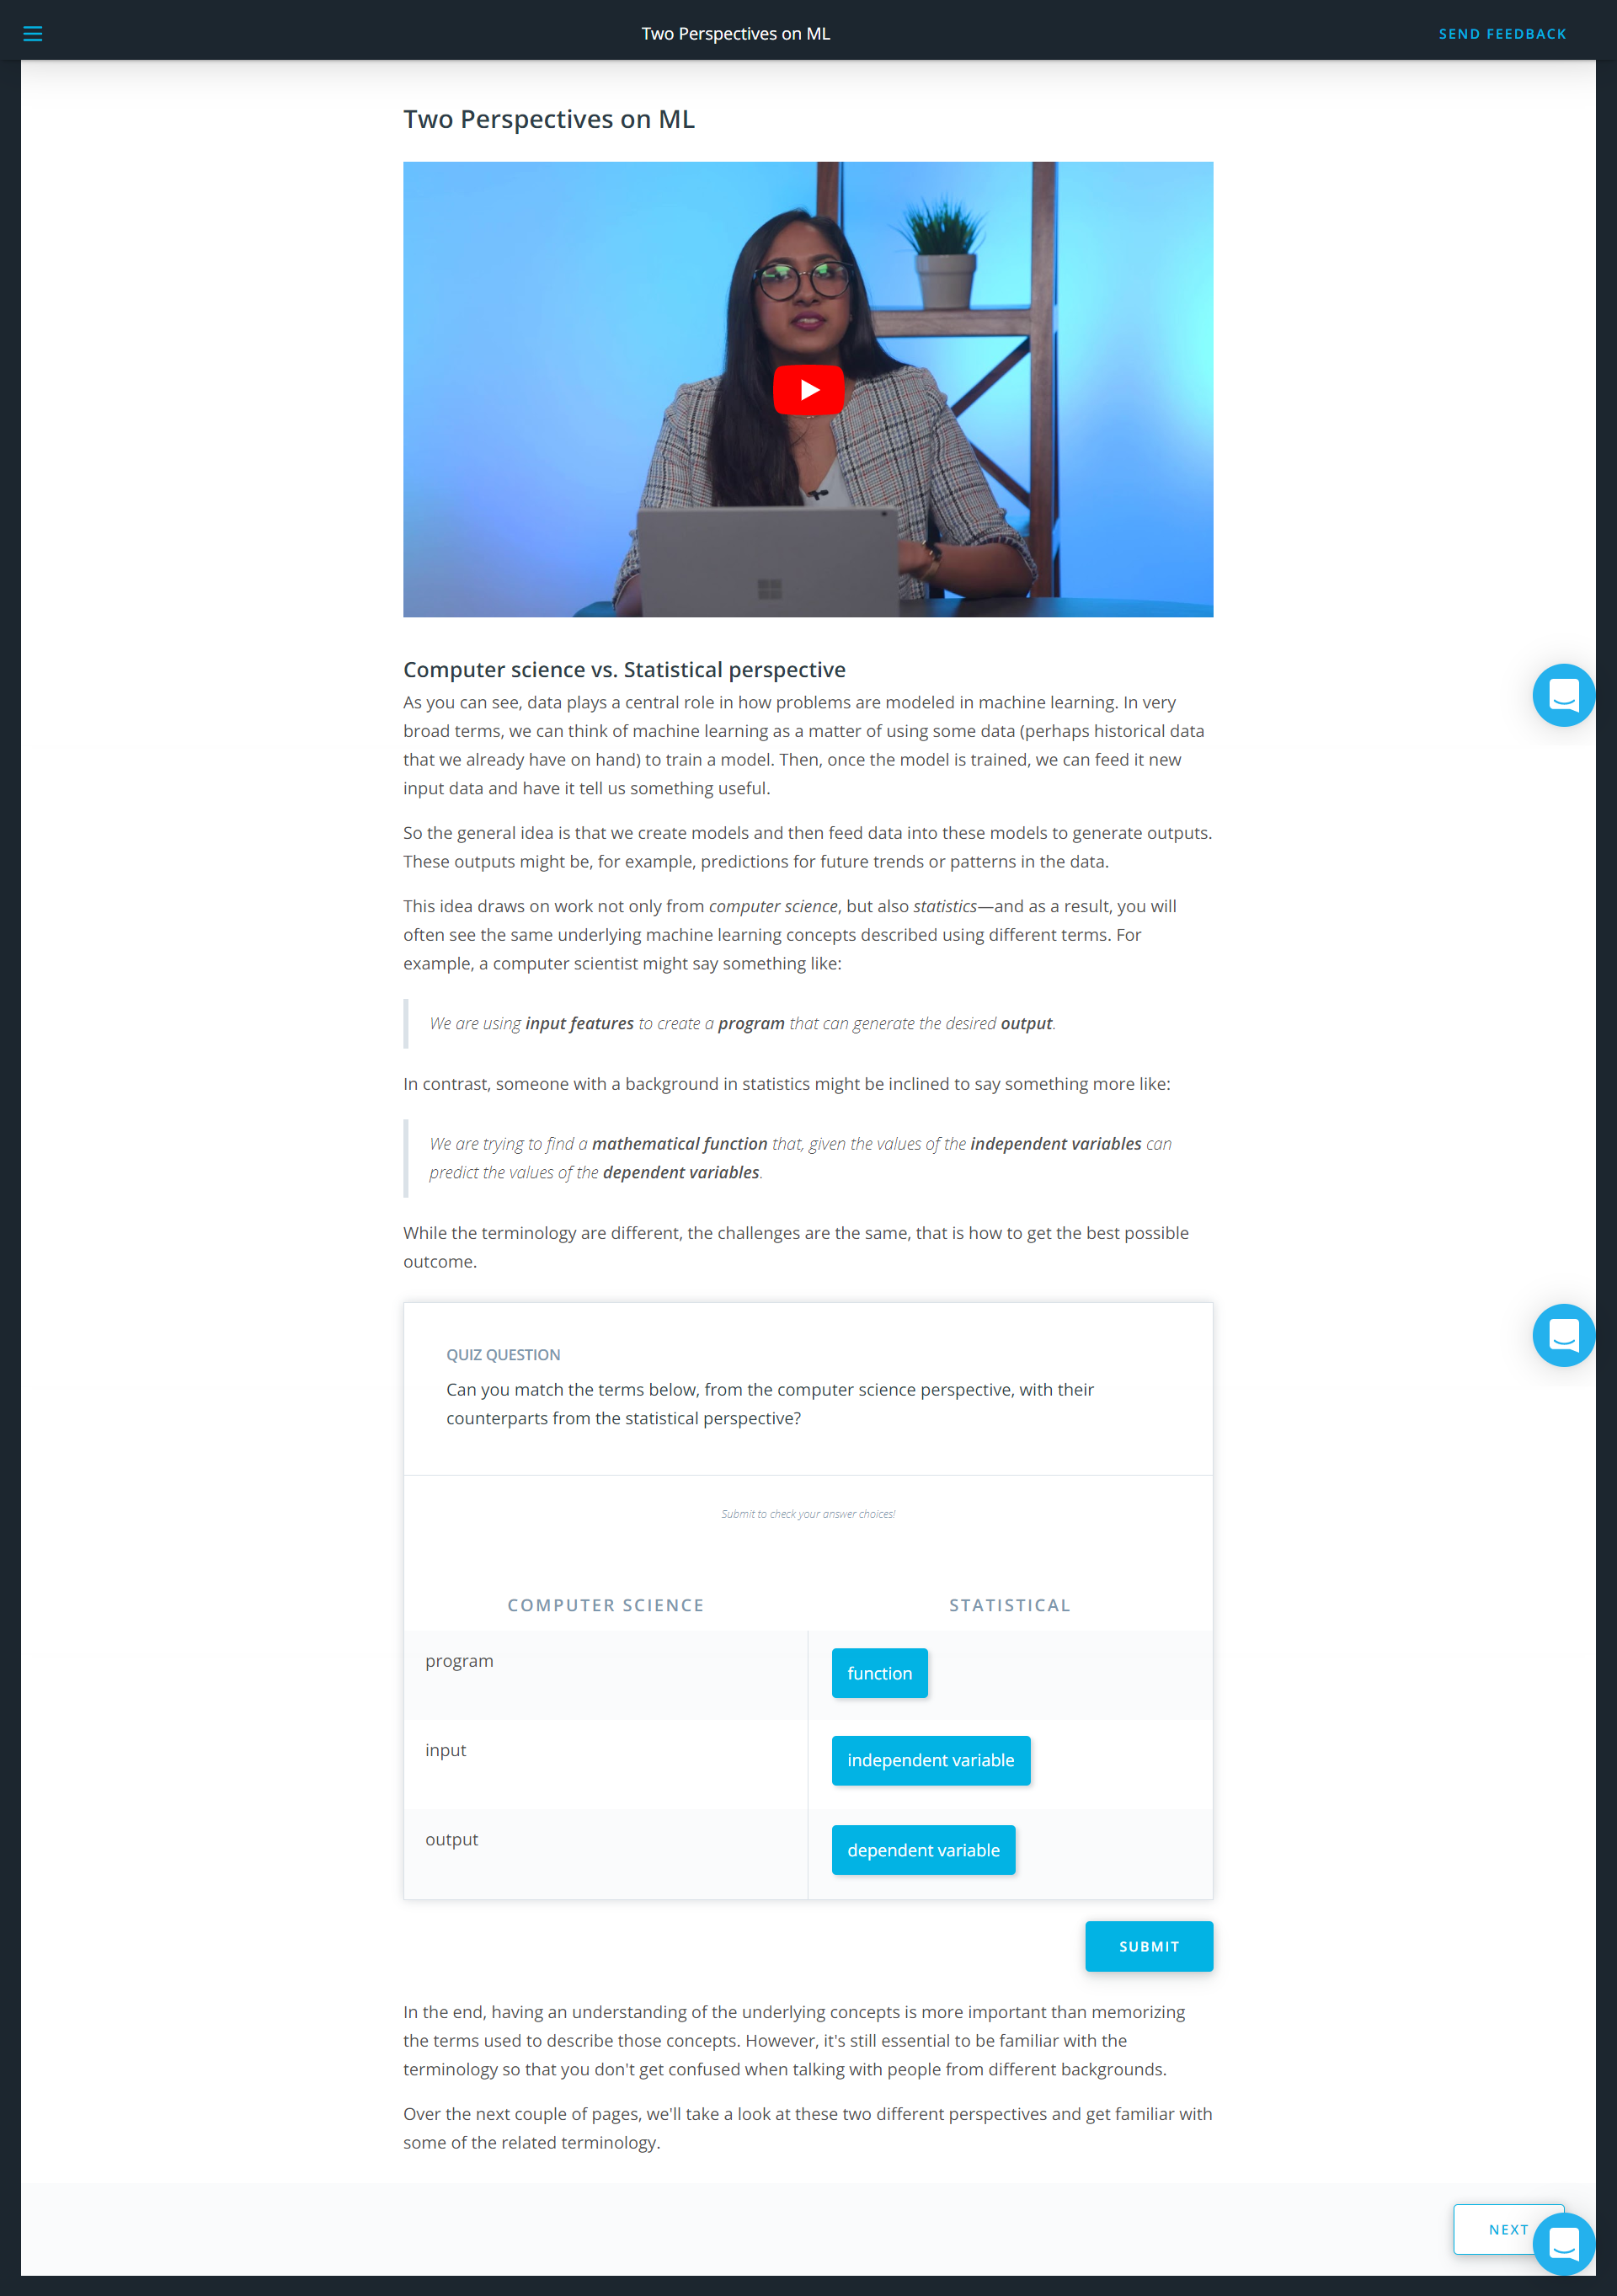 Two Perspectives on ML
SEND FEEDBACK
Two Perspectives on ML
Computer science vs. Statistical perspective
As you can see, data plays a central role in how problems are modeled in machine learning. In very
broad terms, we can think of machine learning as a matter of using some data (perhaps historical data
that we already have on hand) to train a model. Then, once the model is trained, we can feed it new
input data and have it tell us something useful.
So the general idea is that we create models and then feed data into these models to generate outputs.
These outputs might be, for example, predictions for future trends or patterns in the data.
This idea draws on work not only from computer science, but also statistics—and as a result, you will
often see the same underlying machine learning concepts described using different terms. For
example, a computer scientist might say something like:
We are using input features to create a program that can generate the desired output.
In contrast, someone with a background in statistics might be inclined to say something more like:
We are trying to find a mathematical function that, given the values of the independent variables can
predict the values of the dependent variables.
While the terminology are different, the challenges are the same, that is how to get the best possible
outcome.
QUIZ QUESTION
Can you match the terms below, from the computer science perspective, with their
counterparts from the statistical perspective?
Submit to check your answer choices!
COMPUTER SCIENCE
STATISTICAL
program
function
input
independent variable
output
dependent variable
SUBMIT
In the end, having an understanding of the underlying concepts is more important than memorizing
the terms used to describe those concepts. However, it's still essential to be familiar with the
terminology so that you don't get confused when talking with people from different backgrounds.
Over the next couple of pages, we'll take a look at these two different perspectives and get familiar with
some of the related terminology.
NEXT